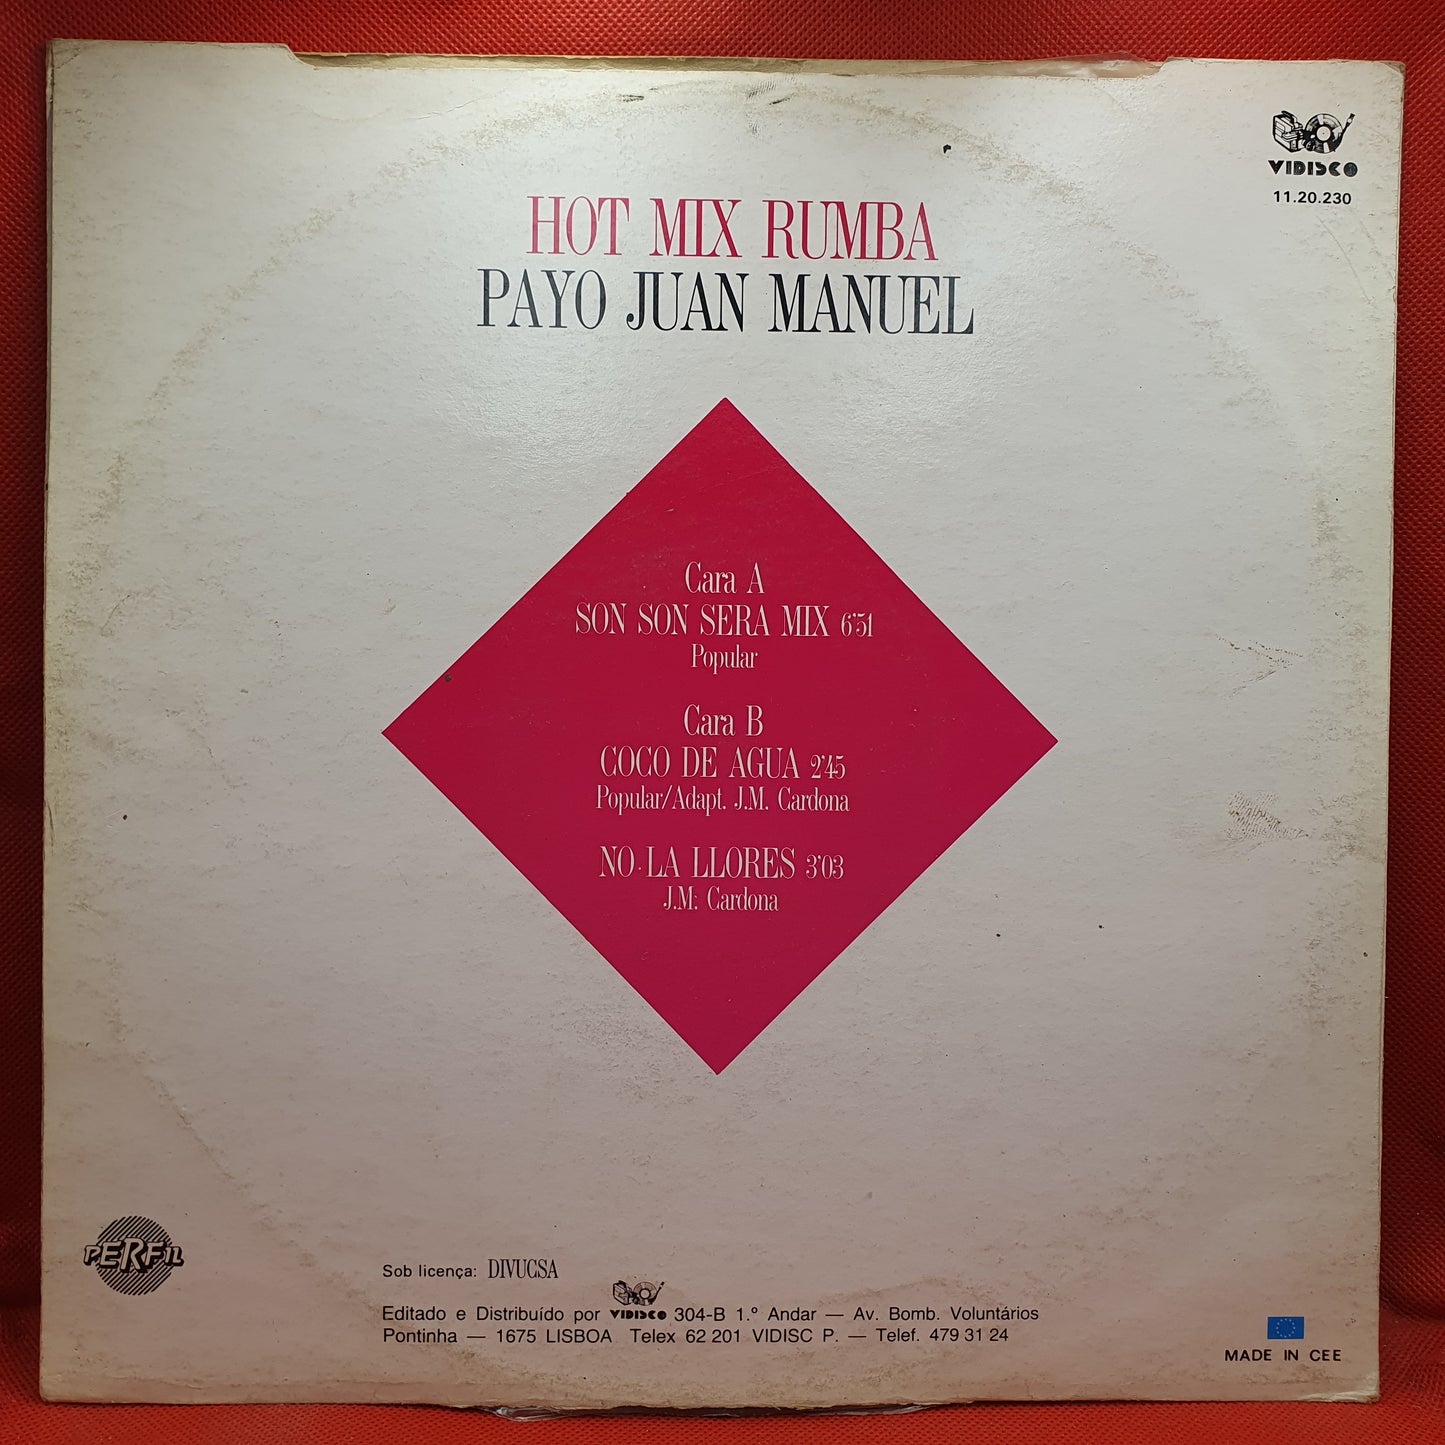 VIDISCO
11.20.230
HOT MIX RUMBA
PAYO JUAN MANUEL
Cara A
SON SON SERA MIX 6'51
Popular
Cara B
COCO DE AGUA 2'45
Popular/Adapt. J.M. Cardona
NO LA LLORES 3'03
J.M. Cardona
PERFIL
Sob licença: DIVUCSA
Editado e Distribuído por VIDISCO 304-B 1.º Andar — Av. Bomb. Voluntários
Pontinha — 1675 LISBOA Telex 62 201 VIDISC P. — Telef. 479 31 24
MADE IN CEE